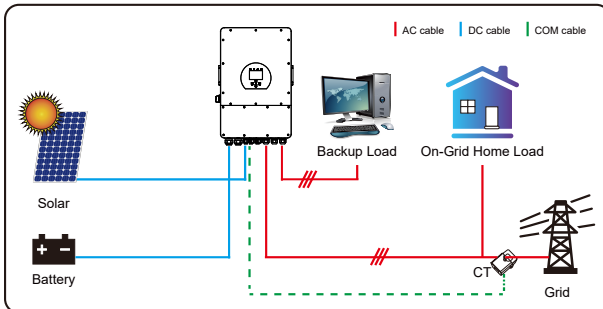 AC cable
DC cable
COM cable
Backup Load
On-Grid Home Load
Solar
Battery
CT
Grid